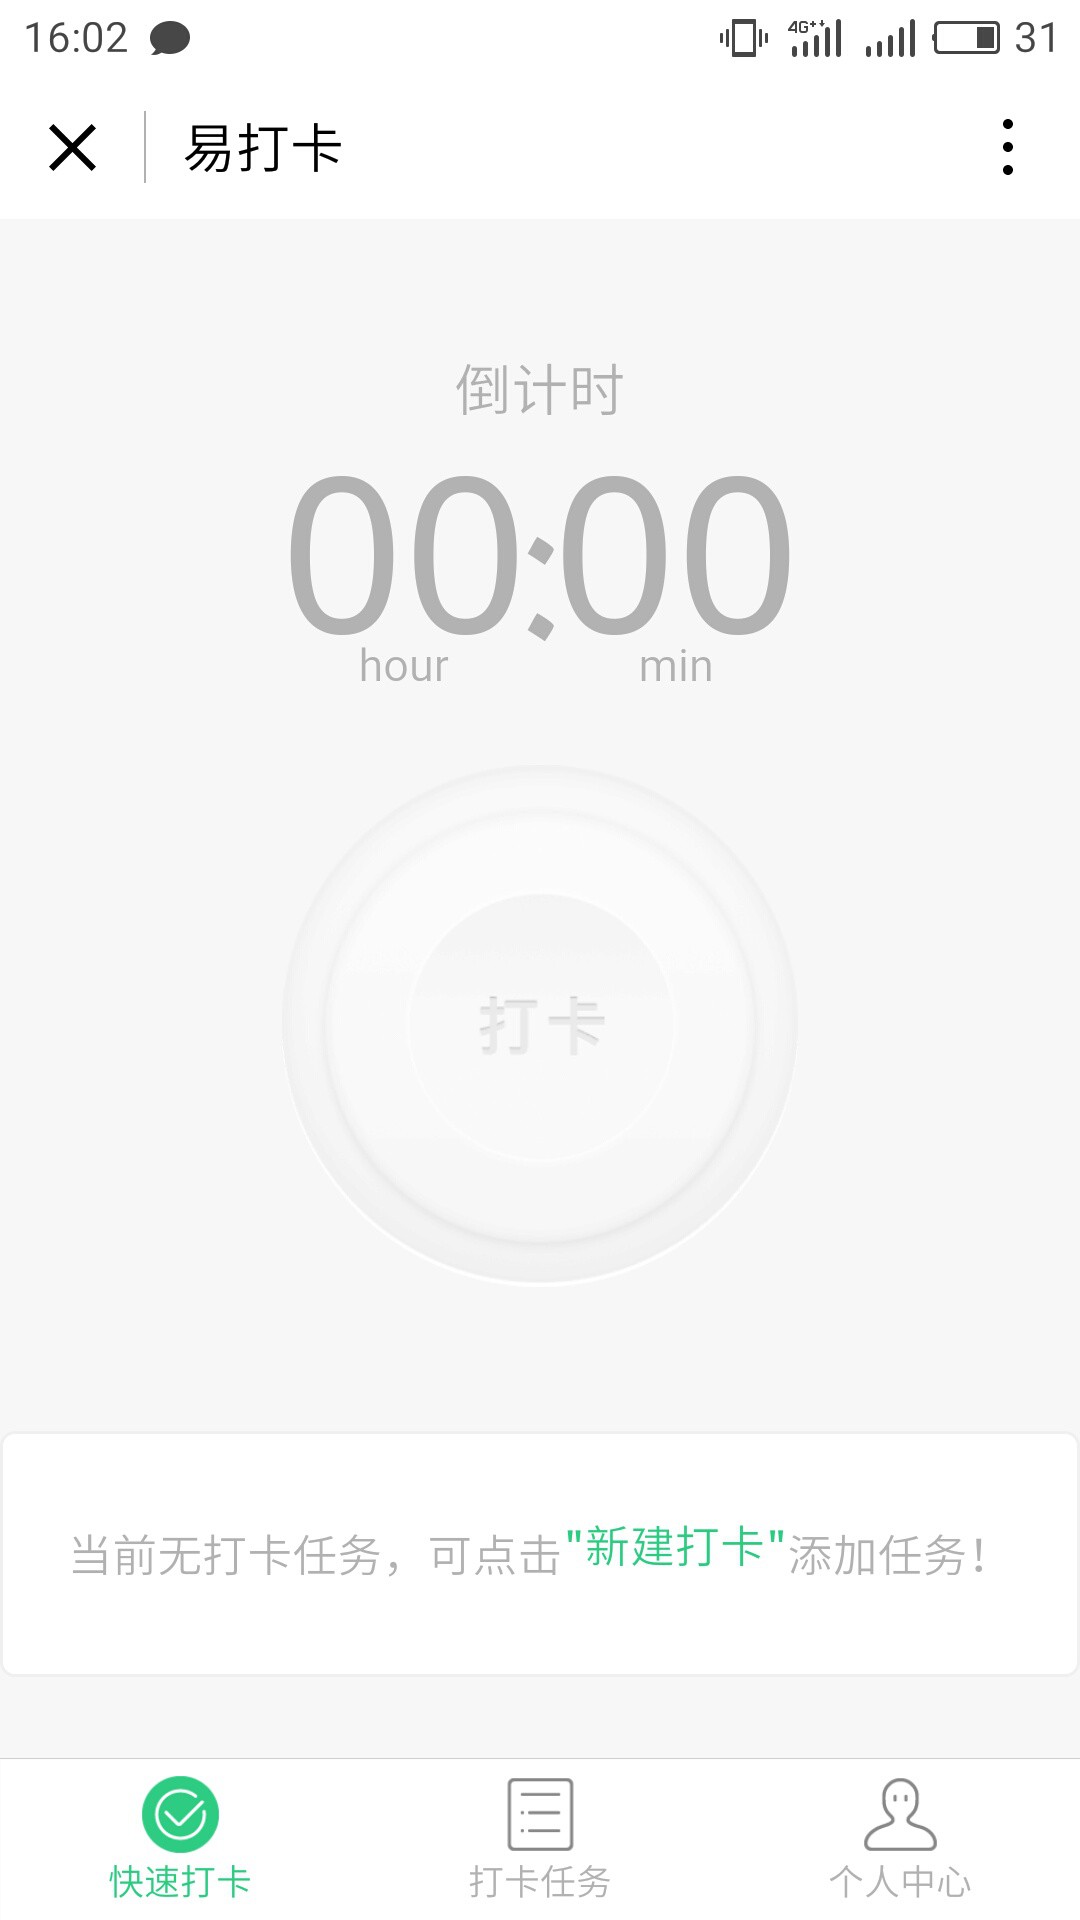 16:02 4G+ 31
易打卡
倒计时
00:00
hour min
打卡
当前无打卡任务，可点击"新建打卡"添加任务！
快速打卡 打卡任务 个人中心